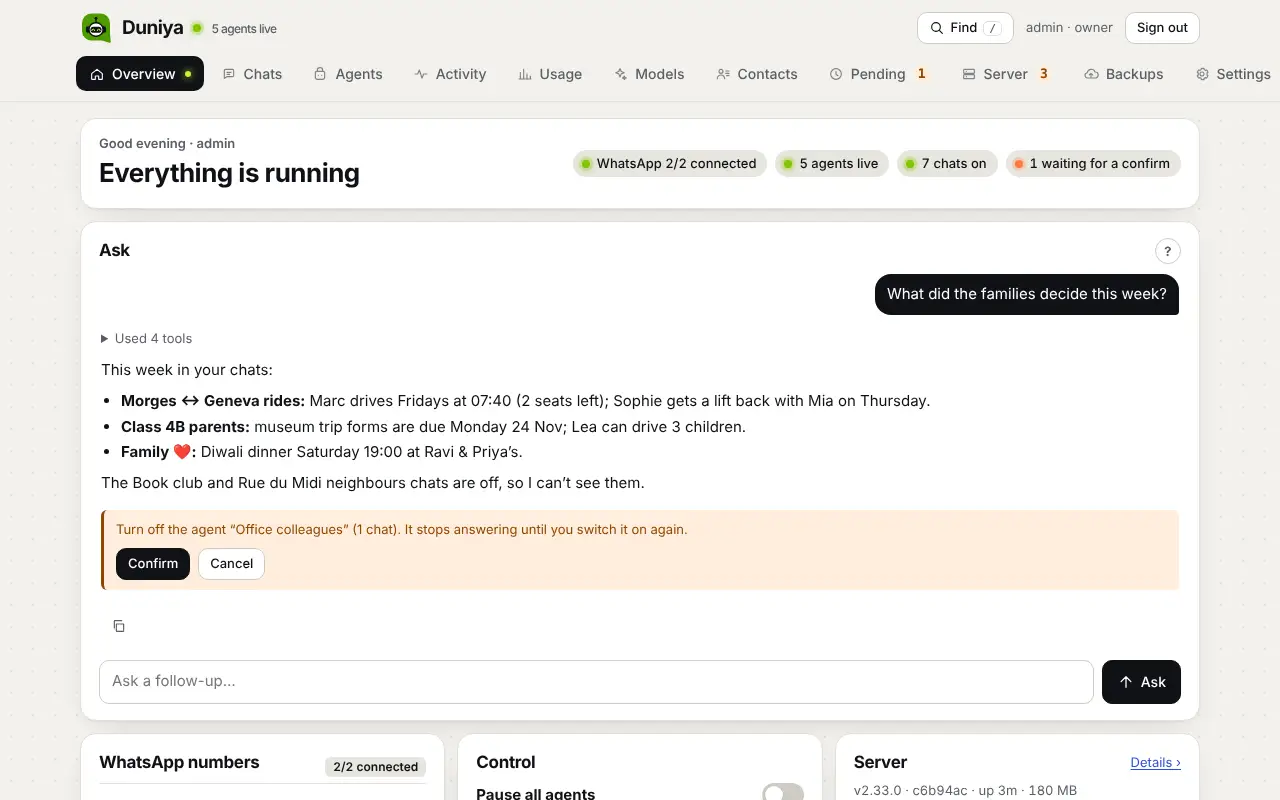 Duniya
5 agents live
Find /
admin · owner
Sign out
Overview
Chats
Agents
Activity
Usage
Models
Contacts
Pending 1
Server 3
Backups
Settings
Good evening · admin
Everything is running
WhatsApp 2/2 connected
5 agents live
7 chats on
1 waiting for a confirm
Ask
?
What did the families decide this week?
Used 4 tools
This week in your chats:
• Morges ↔ Geneva rides: Marc drives Fridays at 07:40 (2 seats left); Sophie gets a lift back with Mia on Thursday.
• Class 4B parents: museum trip forms are due Monday 24 Nov; Lea can drive 3 children.
• Family ❤️: Diwali dinner Saturday 19:00 at Ravi & Priya’s.
The Book club and Rue du Midi neighbours chats are off, so I can’t see them.
Turn off the agent “Office colleagues” (1 chat). It stops answering until you switch it on again.
Confirm
Cancel
Ask a follow-up...
Ask
WhatsApp numbers
2/2 connected
Control
Pause all agents
Server
Details ›
v2.33.0 · c6b94ac · up 3m · 180 MB